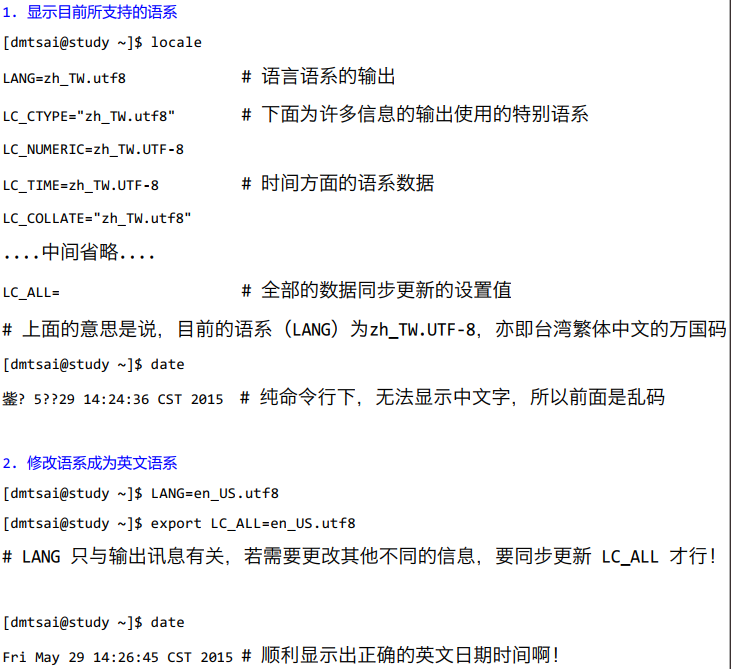 1. 显示目前所支持的语系
[dmtsai@study ~]$ locale
LANG=zh_TW.utf8 # 语言语系的输出
LC_CTYPE="zh_TW.utf8" # 下面为许多信息的输出使用的特别语系
LC_NUMERIC=zh_TW.UTF-8
LC_TIME=zh_TW.UTF-8 # 时间方面的语系数据
LC_COLLATE="zh_TW.utf8"
....中间省略....
LC_ALL= # 全部的数据同步更新的设置值
# 上面的意思是说，目前的语系（LANG）为zh_TW.UTF-8，亦即台湾繁体中文的万国码
[dmtsai@study ~]$ date
? 5??29 14:24:36 CST 2015 # 纯命令行下，无法显示中文字，所以前面是乱码
2. 修改语系成为英文语系
[dmtsai@study ~]$ LANG=en_US.utf8
[dmtsai@study ~]$ export LC_ALL=en_US.utf8
# LANG 只与输出讯息有关，若需要更改其他不同的信息，要同步更新 LC_ALL 才行！
[dmtsai@study ~]$ date
Fri May 29 14:26:45 CST 2015 # 顺利显示出正确的英文日期时间啊！